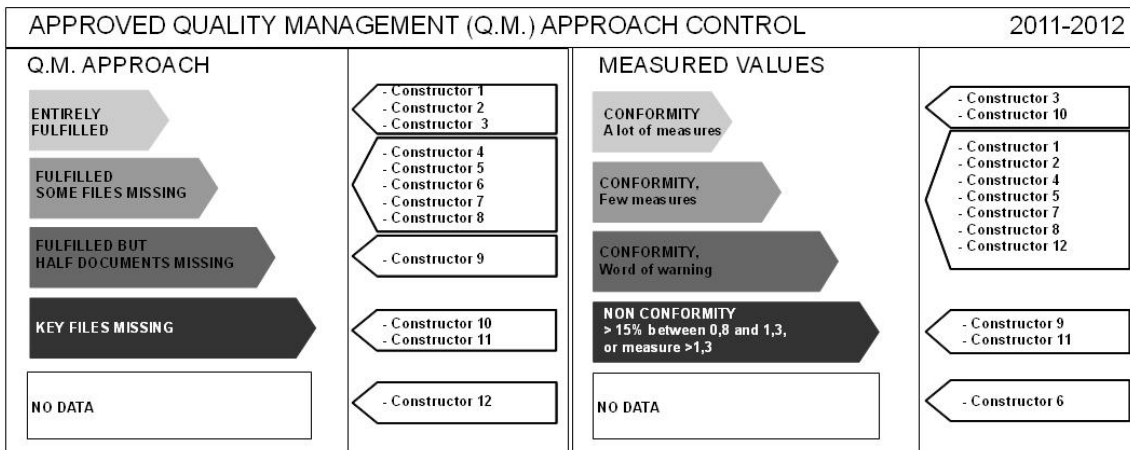 APPROVED QUALITY MANAGEMENT (Q.M.) APPROACH CONTROL 2011-2012
Q.M. APPROACH
ENTIRELY
FULFILLED
- Constructor 1
- Constructor 2
- Constructor 3
FULFILLED
SOME FILES MISSING
- Constructor 4
- Constructor 5
- Constructor 6
- Constructor 7
- Constructor 8
FULFILLED BUT
HALF DOCUMENTS MISSING
- Constructor 9
KEY FILES MISSING
- Constructor 10
- Constructor 11
NO DATA
- Constructor 12
MEASURED VALUES
CONFORMITY
A lot of measures
- Constructor 3
- Constructor 10
CONFORMITY,
Few measures
- Constructor 1
- Constructor 2
- Constructor 4
- Constructor 5
- Constructor 7
- Constructor 8
- Constructor 12
CONFORMITY,
Word of warning
NON CONFORMITY
> 15% between 0,8 and 1,3,
or measure >1,3
- Constructor 9
- Constructor 11
NO DATA
- Constructor 6